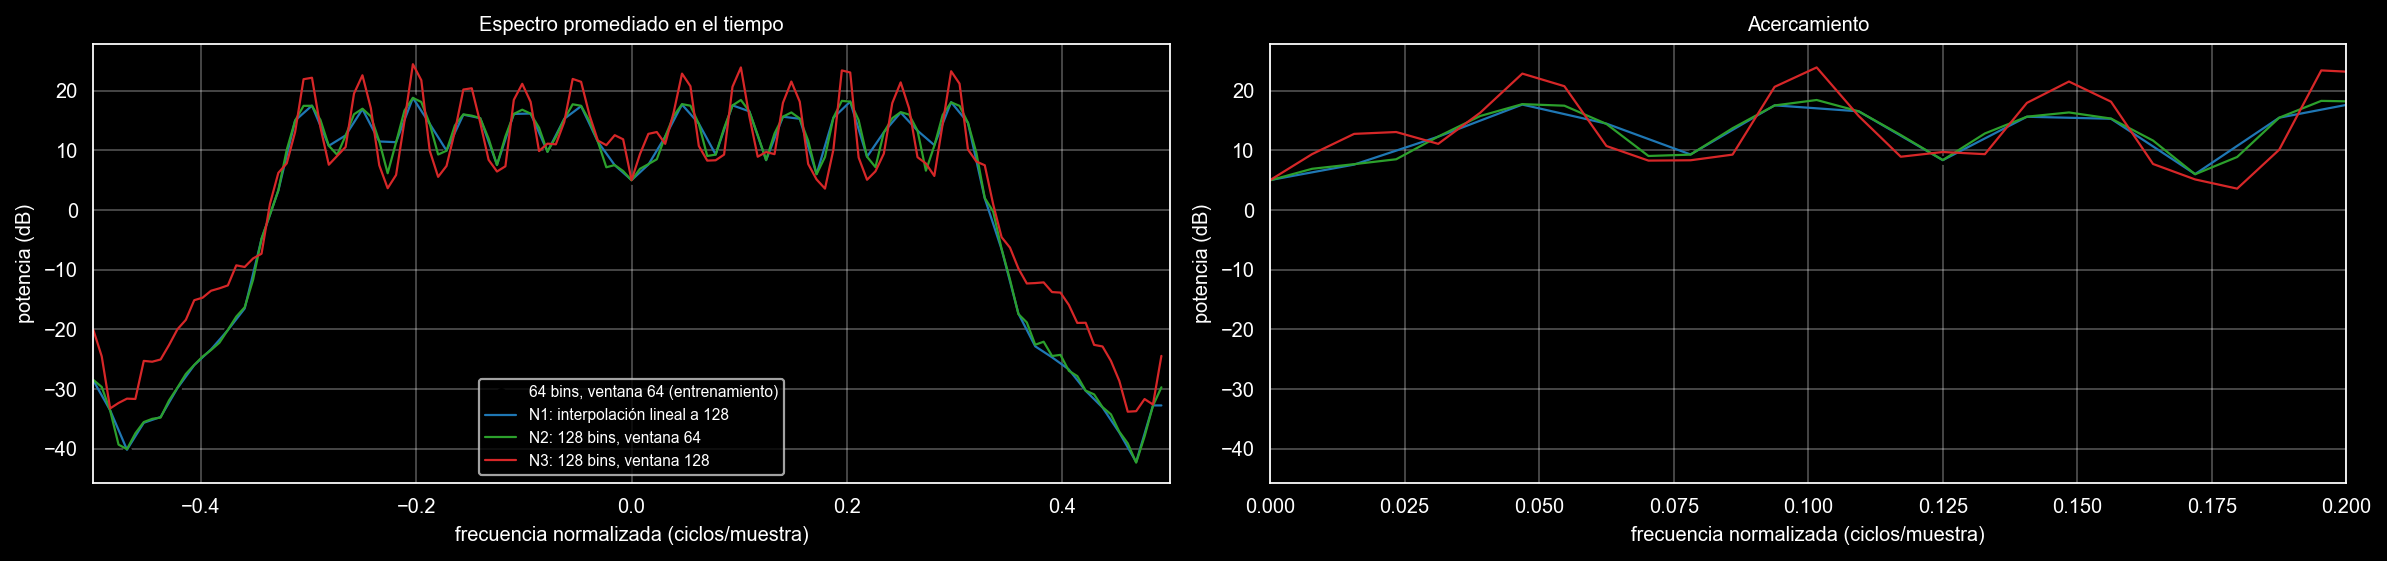 Espectro promediado en el tiempo
potencia (dB)
20
10
0
−10
−20
−30
−40
64 bins, ventana 64 (entrenamiento)
N1: interpolación lineal a 128
N2: 128 bins, ventana 64
N3: 128 bins, ventana 128
−0.4 −0.2 0.0 0.2 0.4
frecuencia normalizada (ciclos/muestra)
Acercamiento
potencia (dB)
20
10
0
−10
−20
−30
−40
0.000 0.025 0.050 0.075 0.100 0.125 0.150 0.175 0.200
frecuencia normalizada (ciclos/muestra)